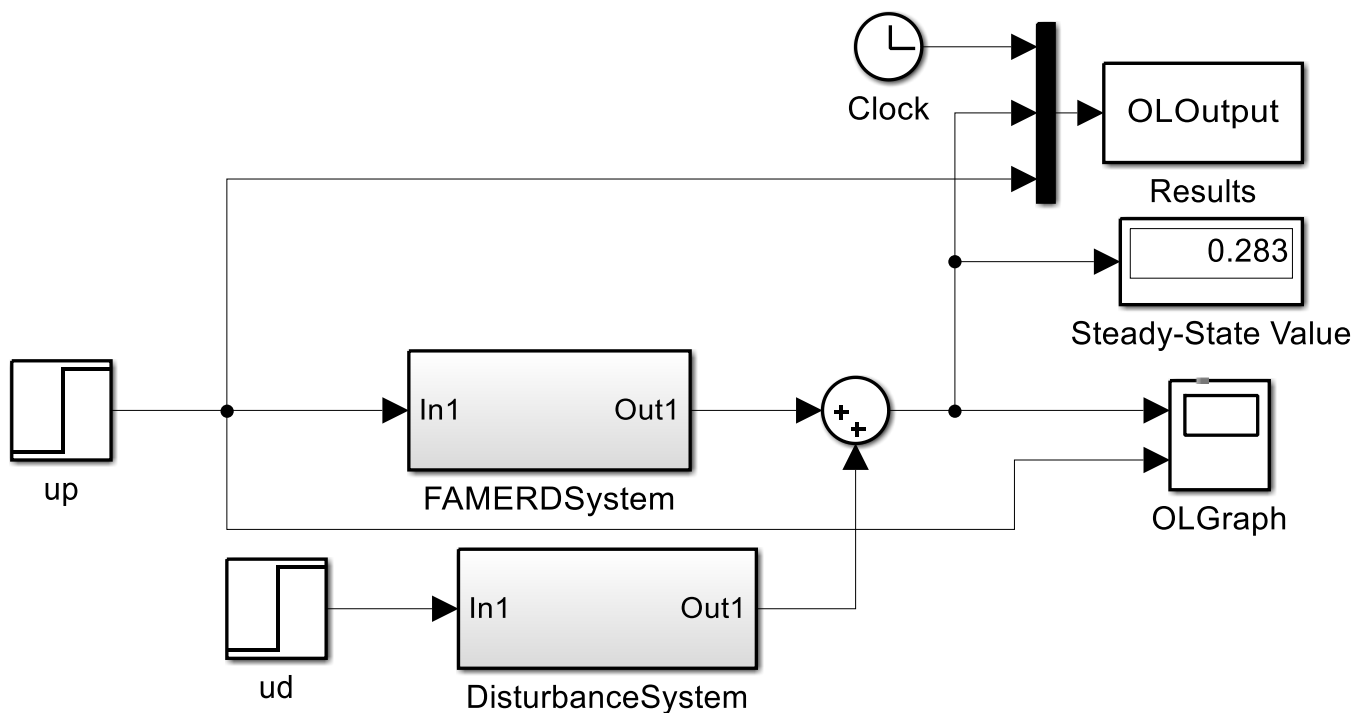 Clock
OLOutput
Results
0.283
Steady-State Value
up
In1
Out1
FAMERDSystem
+
+
OLGraph
ud
In1
Out1
DisturbanceSystem